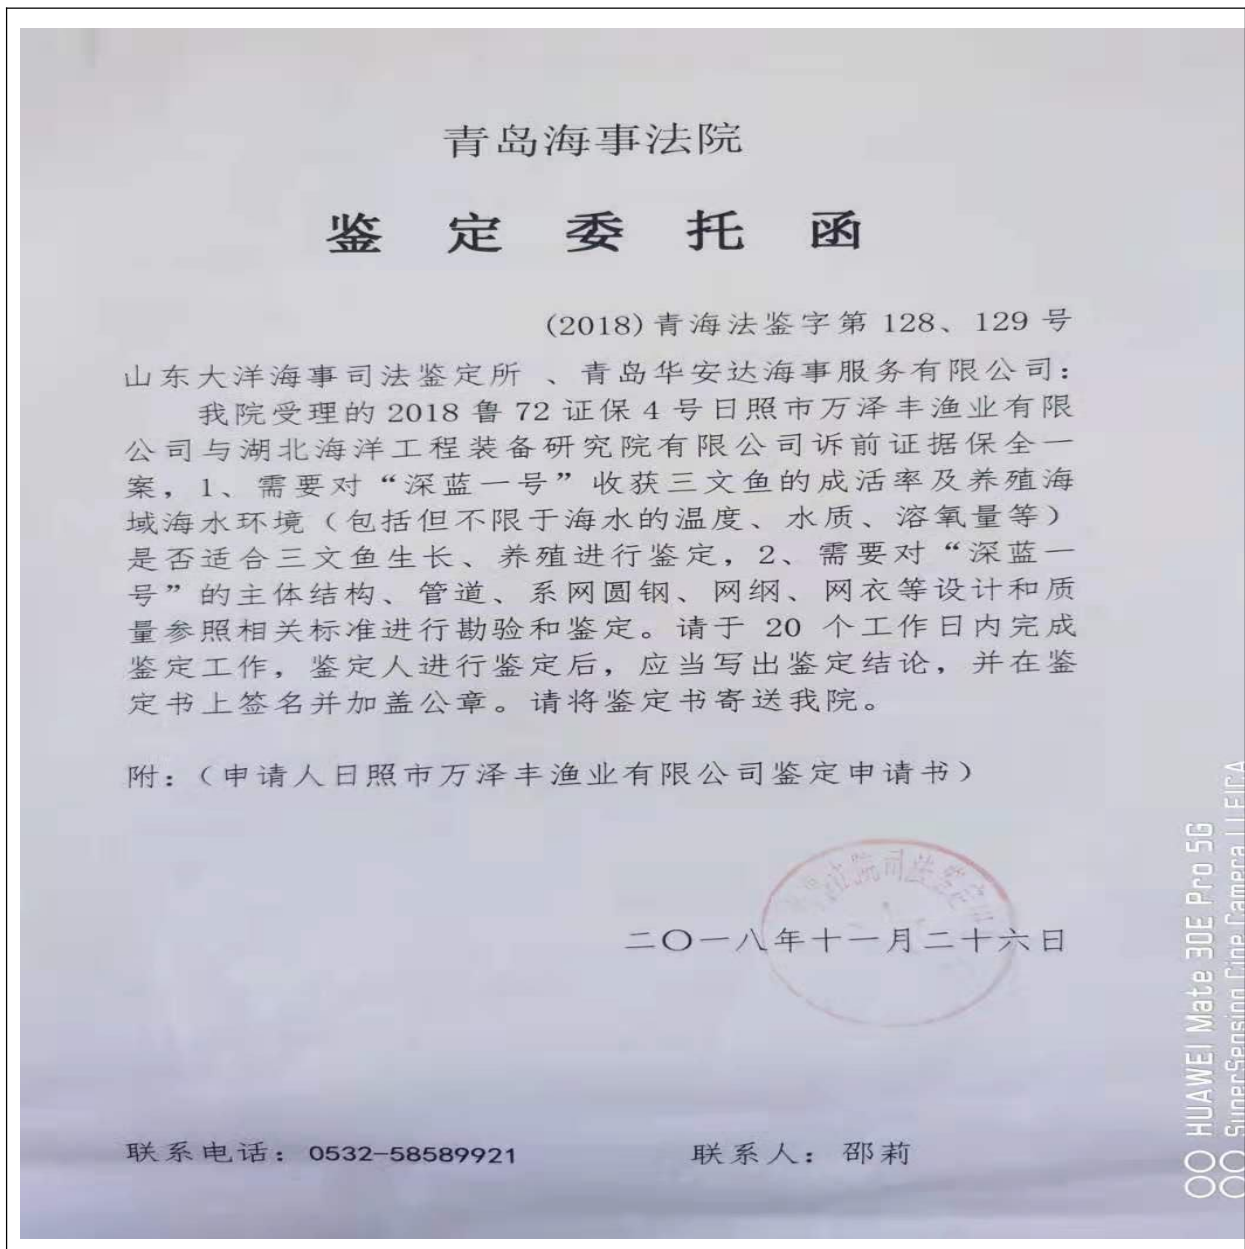 青岛海事法院
鉴定委托函
(2018)青海法鉴字第 128、129 号
山东大洋海事司法鉴定所 、青岛华安达海事服务有限公司：
我院受理的 2018 鲁 72 证保 4 号日照市万泽丰渔业有限
公司与湖北海洋工程装备研究院有限公司诉前证据保全一
案，1、需要对“深蓝一号”收获三文鱼的成活率及养殖海
域海水环境（包括但不限于海水的温度、水质、溶氧量等）
是否适合三文鱼生长、养殖进行鉴定，2、需要对“深蓝一
号”的主体结构、管道、系网圆钢、网纲、网衣等设计和质
量参照相关标准进行勘验和鉴定。请于 20 个工作日内完成
鉴定工作，鉴定人进行鉴定后，应当写出鉴定结论，并在鉴
定书上签名并加盖公章。请将鉴定书寄送我院。
附：（申请人日照市万泽丰渔业有限公司鉴定申请书）
院司法鉴定
二〇一八年十一月二十六日
联系电话：0532-58589921 联系人：邵莉
HUAWEI Mate 30E Pro 5G
SuperSensing Cine Camera | LEICA